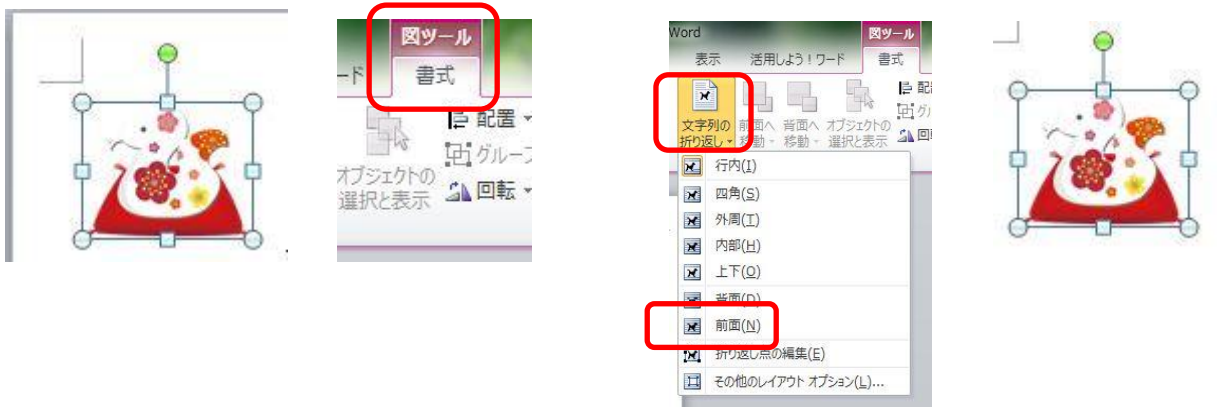 図ツール
ード
書式
配置
グループ
オブジェクトの
選択と表示
回転
Word
図ツール
表示
活用しよう!ワード
書式
文字列の
折り返し
前面へ
移動
背面へ
移動
オブジェクトの
選択と表示
配
グル
回
行内(I)
四角(S)
外周(T)
内部(H)
上下(O)
背面(D)
前面(N)
折り返し点の編集(E)
その他のレイアウト オプション(L)...